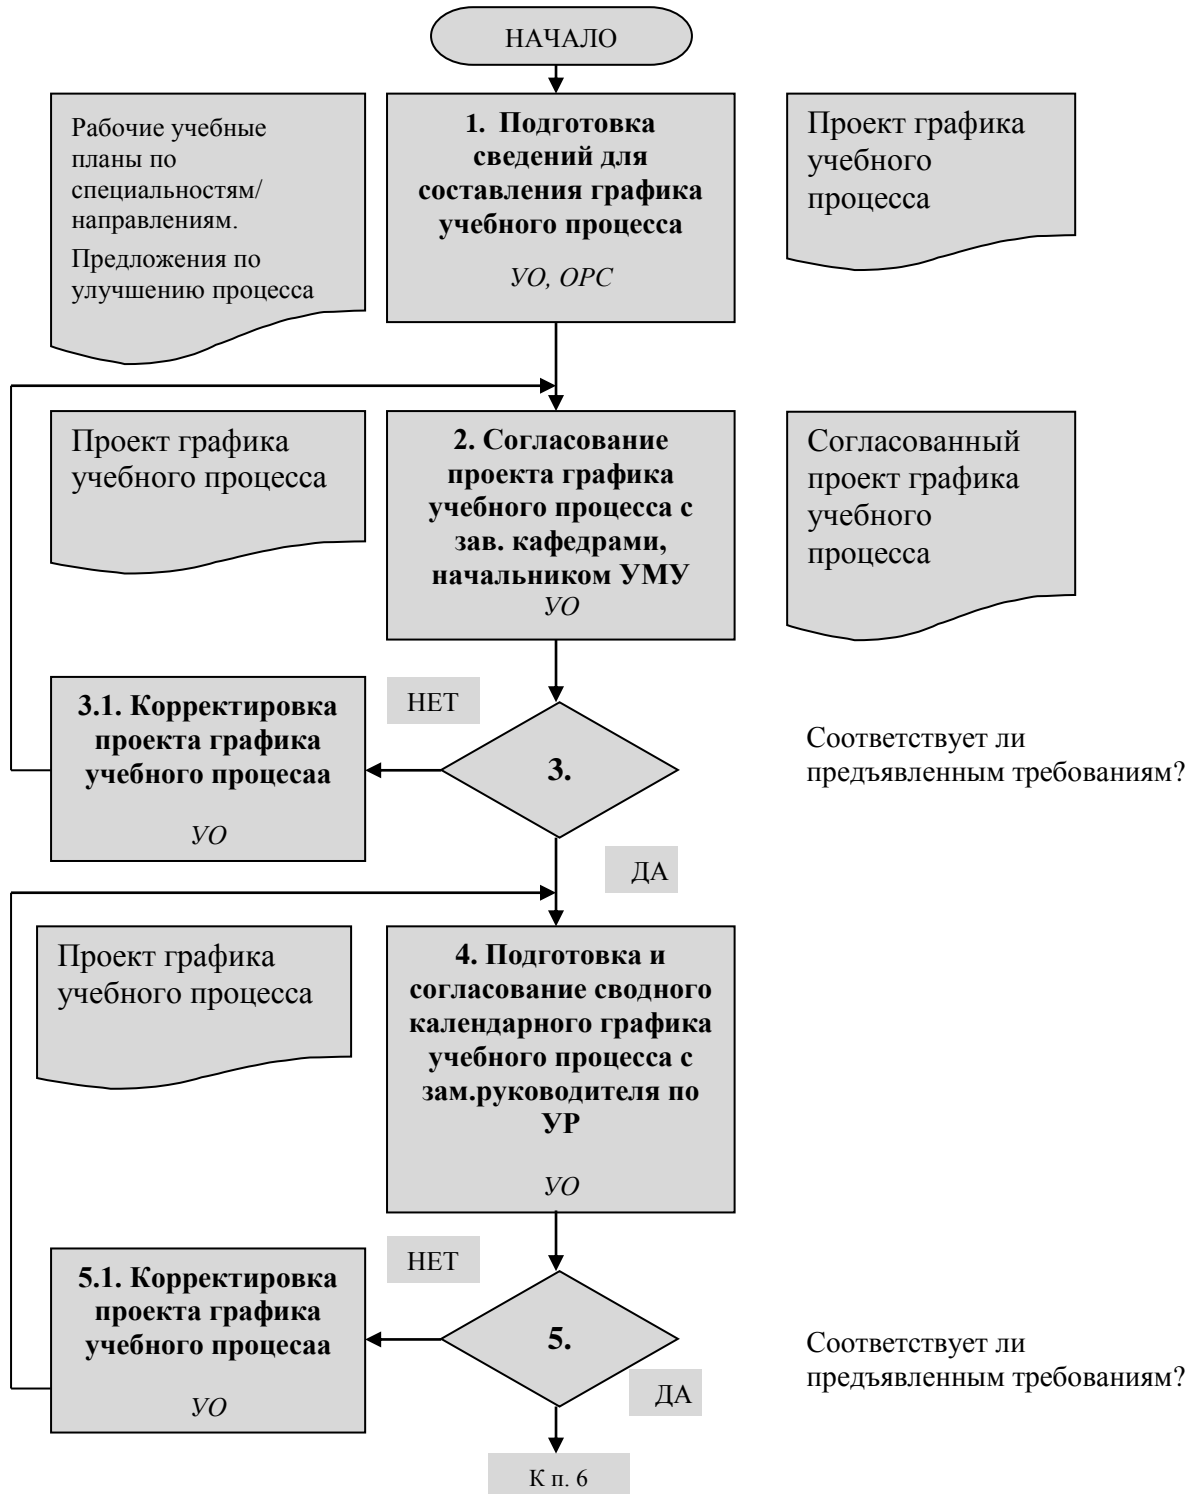 НАЧАЛО
Рабочие учебные
планы по
специальностям/
направлениям.
Предложения по
улучшению процесса
1. Подготовка
сведений для
составления графика
учебного процесса
УО, ОРС
Проект графика
учебного
процесса
Проект графика
учебного процесса
2. Согласование
проекта графика
учебного процесса с
зав. кафедрами,
начальником УМУ
УО
Согласованный
проект графика
учебного
процесса
3.1. Корректировка
проекта графика
учебного процесаа
УО
НЕТ
3.
Соответствует ли
предъявленным требованиям?
ДА
Проект графика
учебного процесса
4. Подготовка и
согласование сводного
календарного графика
учебного процесса с
зам.руководителя по
УР
УО
5.1. Корректировка
проекта графика
учебного процесаа
УО
НЕТ
5.
Соответствует ли
предъявленным требованиям?
ДА
К п. 6